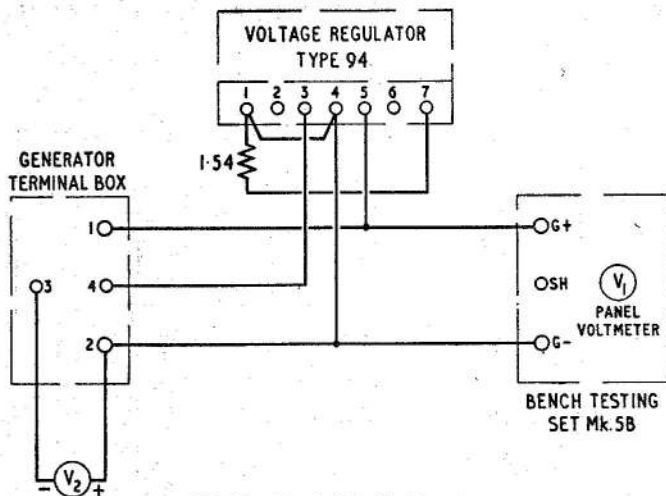 VOLTAGE REGULATOR
TYPE 94
1 2 3 4 5 6 7
1·54
GENERATOR
TERMINAL BOX
1
3
4
2
- V2 +
G+
SH
V1
PANEL
VOLTMETER
G-
BENCH TESTING
SET Mk.5B